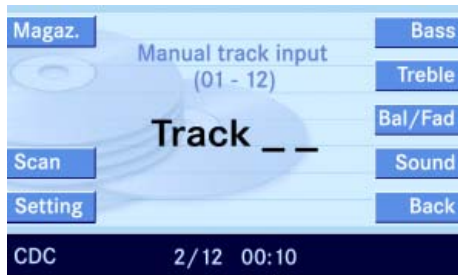 Magaz.
Bass
Manual track input
(01 - 12)
Treble
Bal/Fad
Track _ _
Scan
Sound
Setting
Back
CDC 2/12 00:10